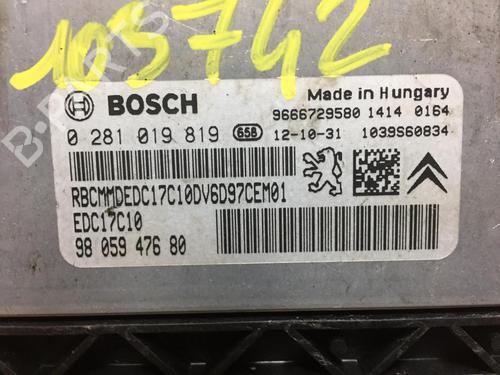 103742
B-PARTS
BOSCH
Made in Hungary
9666729580 1414 0164
0 281 019 819 658 12-10-31 1039S60834
RBCMMDEDC17C10DV6D97CEM01
EDC17C10
98 059 476 80